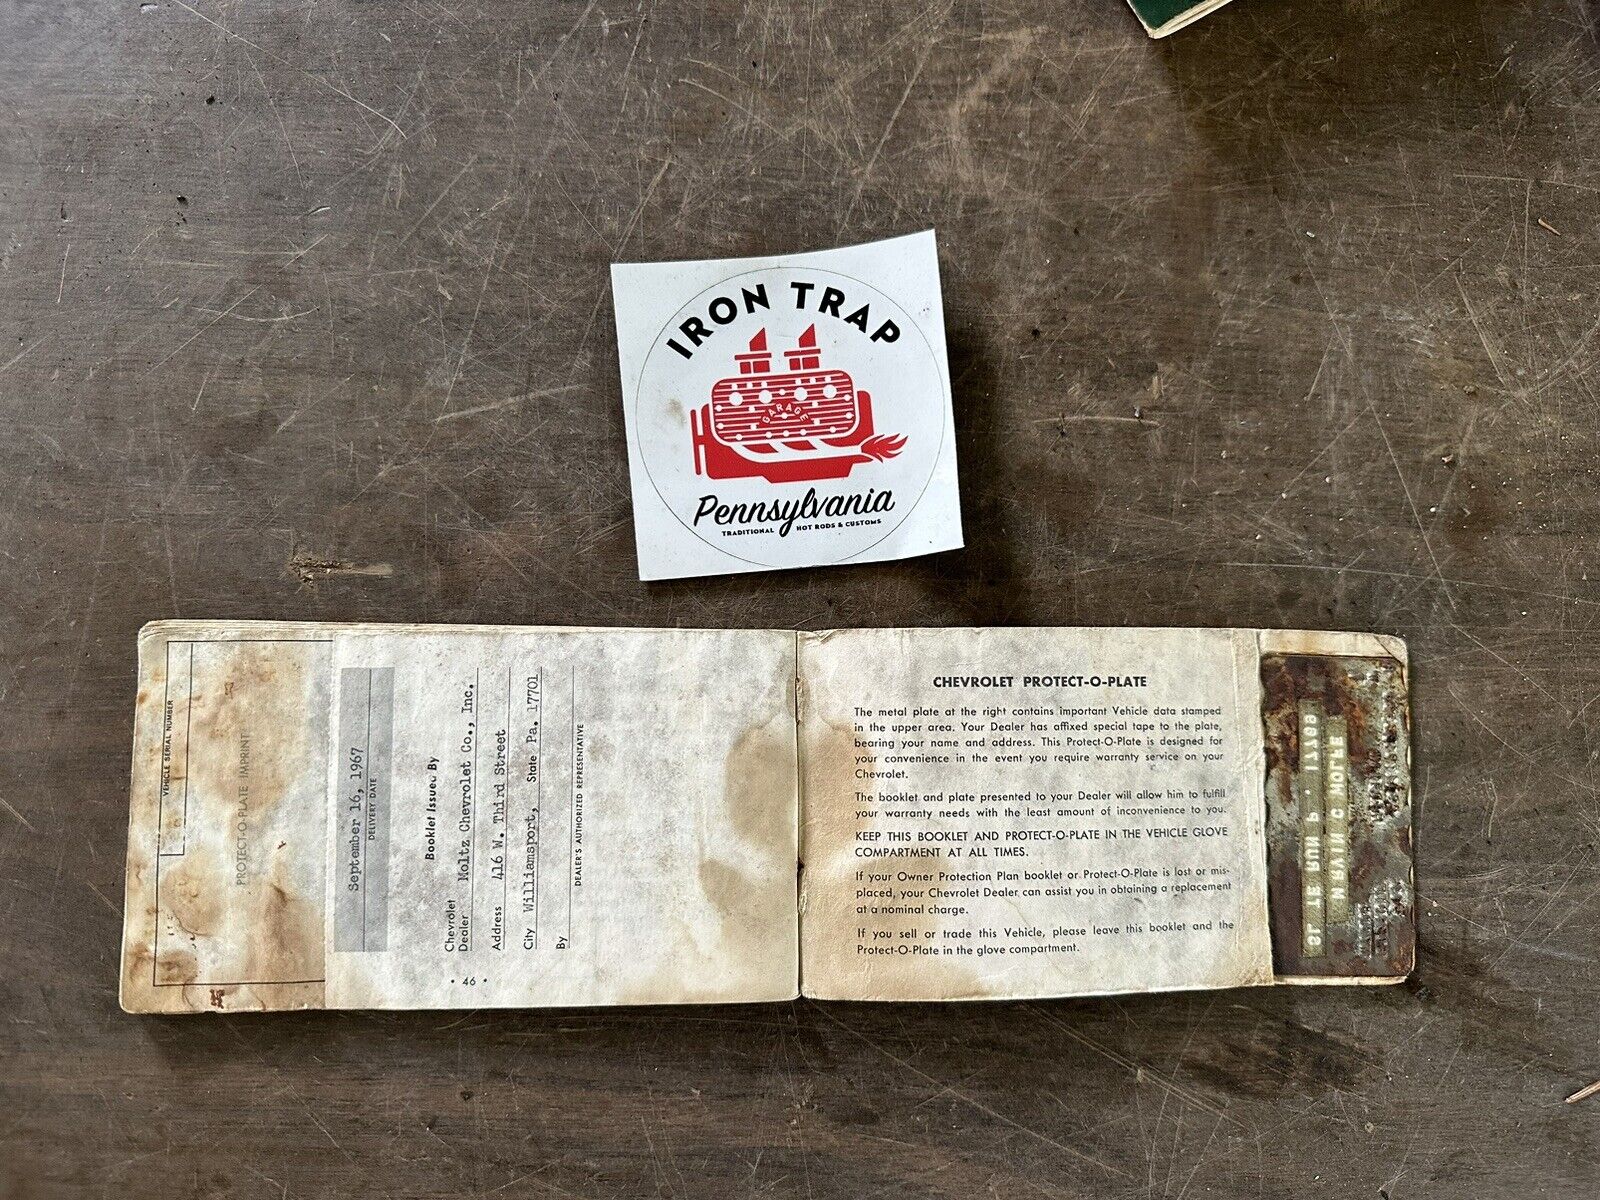 IRON TRAP
GARAGE
Pennsylvania
TRADITIONAL HOT RODS & CUSTOMS
VEHICLE SERIAL NUMBER
PROTECT-O-PLATE IMPRINT
September 16, 1967
DELIVERY DATE
Booklet Issued By
Chevrolet
Dealer Moltz Chevrolet Co., Inc.
Address 416 W. Third Street
City Williamsport, State Pa. 17701
By
DEALER'S AUTHORIZED REPRESENTATIVE
• 46 •
CHEVROLET PROTECT-O-PLATE
The metal plate at the right contains important Vehicle data stamped
in the upper area. Your Dealer has affixed special tape to the plate,
bearing your name and address. This Protect-O-Plate is designed for
your convenience in the event you require warranty service on your
Chevrolet.
The booklet and plate presented to your Dealer will allow him to fulfill
your warranty needs with the least amount of inconvenience to you.
KEEP THIS BOOKLET AND PROTECT-O-PLATE IN THE VEHICLE GLOVE
COMPARTMENT AT ALL TIMES.
If your Owner Protection Plan booklet or Protect-O-Plate is lost or mis-
placed, your Chevrolet Dealer can assist you in obtaining a replacement
at a nominal charge.
If you sell or trade this Vehicle, please leave this booklet and the
Protect-O-Plate in the glove compartment.